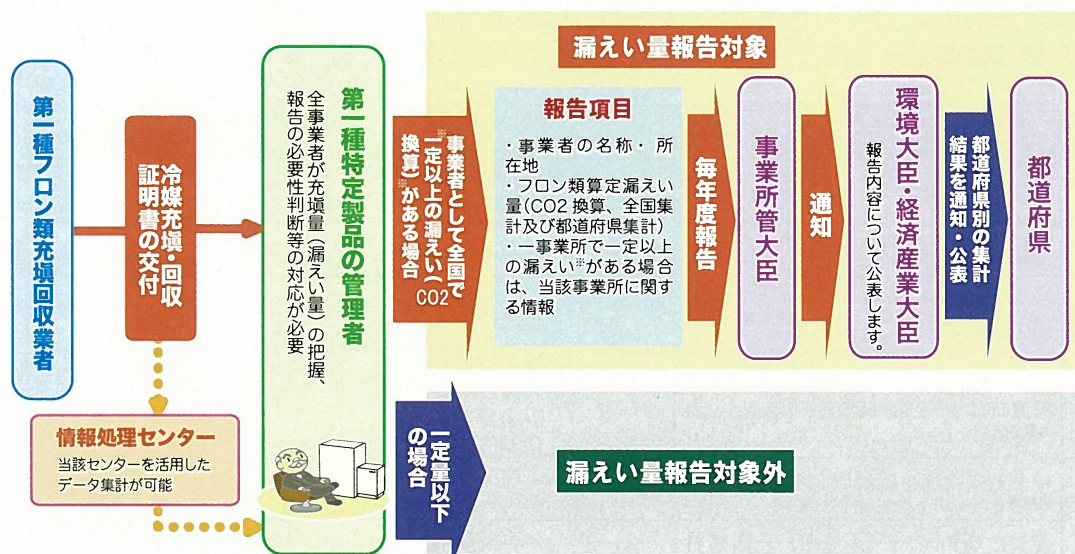 漏えい量報告対象
第一種フロン類充塡回収業者
冷媒充塡・回収
証明書の交付
情報処理センター
当該センターを活用した
データ集計が可能
第一種特定製品の管理者
全事業者が充塡量（漏えい量）の把握、
報告の必要性判断等の対応が必要
事業者として全国で
一定以上の漏えい（CO2
換算）※がある場合
報告項目
・事業者の名称・所
在地
・フロン類算定漏えい
量(CO2換算、全国集
計及び都道府県集計)
・一事業所で一定以上
の漏えい※がある場合
は、当該事業所に関す
る情報
毎年度報告
事業所管大臣
通知
環境大臣・経済産業大臣
報告内容について公表します。
都道府県別の集計
結果を通知・公表
都道府県
一定量以下
の場合
漏えい量報告対象外